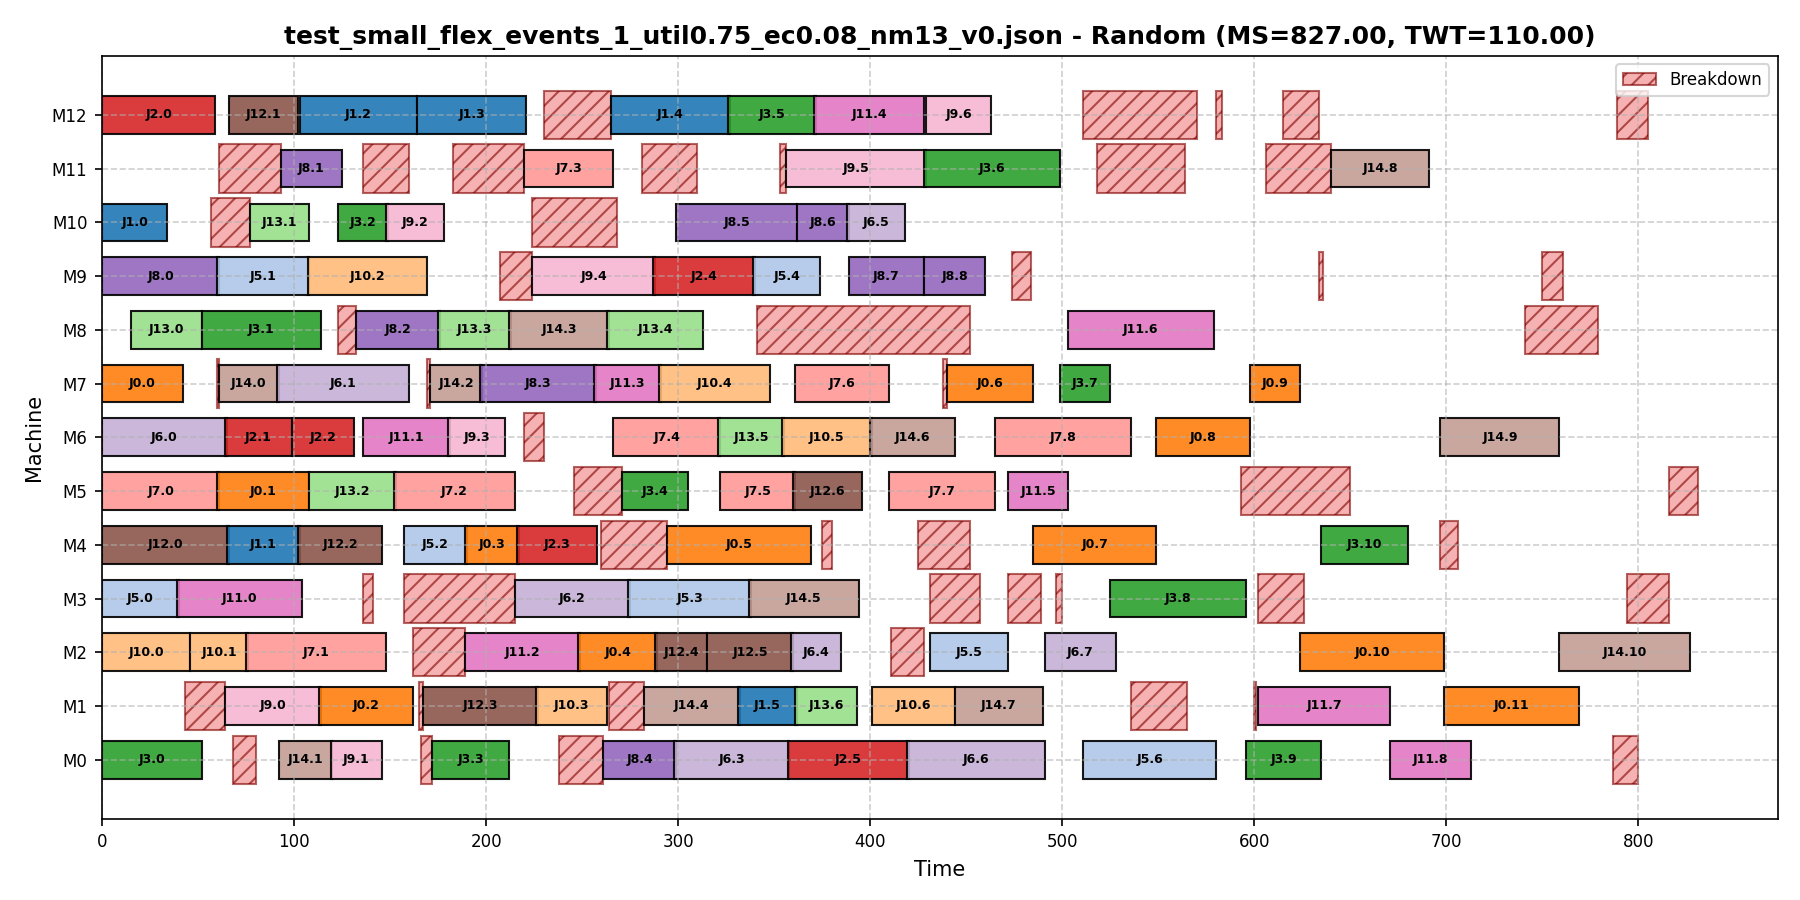 test_small_flex_events_1_util0.75_ec0.08_nm13_v0.json - Random (MS=827.00, TWT=110.00)
Breakdown
M12 J2.0 J12.1 J1.2 J1.3 J1.4 J3.5 J11.4 J9.6
M11 J8.1 J7.3 J9.5 J3.6 J14.8
M10 J1.0 J13.1 J3.2 J9.2 J8.5 J8.6 J6.5
M9 J8.0 J5.1 J10.2 J9.4 J2.4 J5.4 J8.7 J8.8
M8 J13.0 J3.1 J8.2 J13.3 J14.3 J13.4 J11.6
M7 J0.0 J14.0 J6.1 J14.2 J8.3 J11.3 J10.4 J7.6 J0.6 J3.7 J0.9
M6 J6.0 J2.1 J2.2 J11.1 J9.3 J7.4 J13.5 J10.5 J14.6 J7.8 J0.8 J14.9
M5 J7.0 J0.1 J13.2 J7.2 J3.4 J7.5 J12.6 J7.7 J11.5
M4 J12.0 J1.1 J12.2 J5.2 J0.3 J2.3 J0.5 J0.7 J3.10
M3 J5.0 J11.0 J6.2 J5.3 J14.5 J3.8
M2 J10.0 J10.1 J7.1 J11.2 J0.4 J12.4 J12.5 J6.4 J5.5 J6.7 J0.10 J14.10
M1 J9.0 J0.2 J12.3 J10.3 J14.4 J1.5 J13.6 J10.6 J14.7 J11.7 J0.11
M0 J3.0 J14.1 J9.1 J3.3 J8.4 J6.3 J2.5 J6.6 J5.6 J3.9 J11.8
0 100 200 300 400 500 600 700 800
Time
Machine